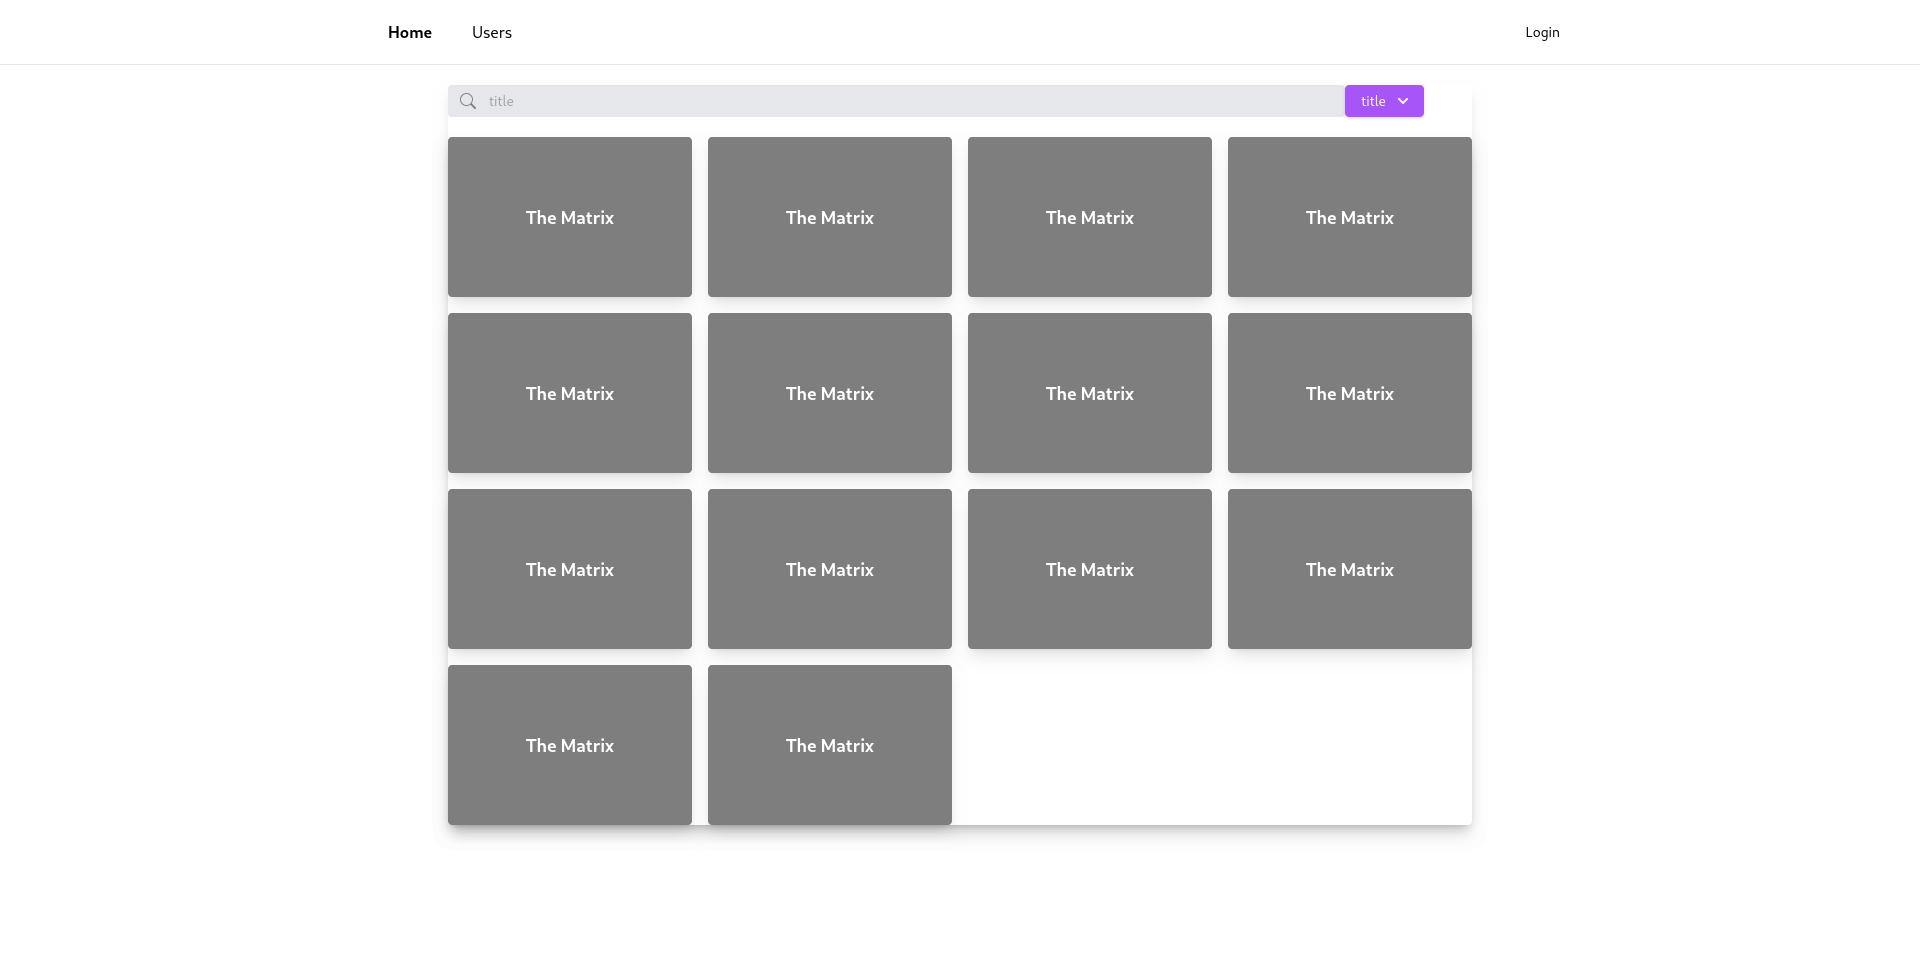 Home Users Login
title title
The Matrix The Matrix The Matrix The Matrix
The Matrix The Matrix The Matrix The Matrix
The Matrix The Matrix The Matrix The Matrix
The Matrix The Matrix